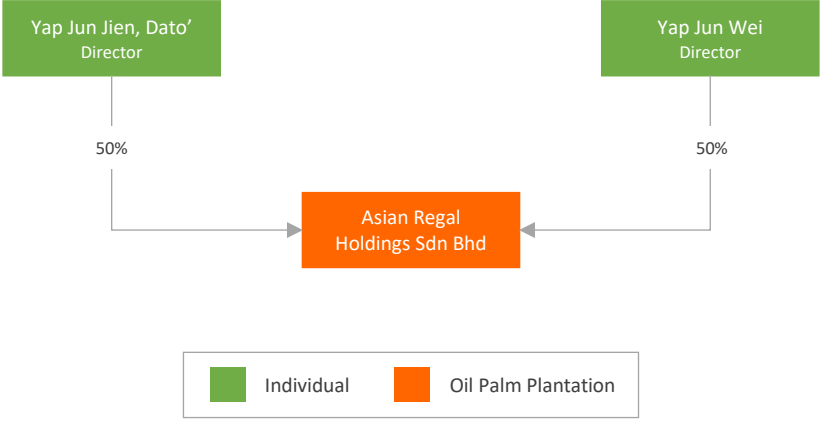 Yap Jun Jien, Dato’
Director
Yap Jun Wei
Director
50%
50%
Asian Regal
Holdings Sdn Bhd
Individual
Oil Palm Plantation